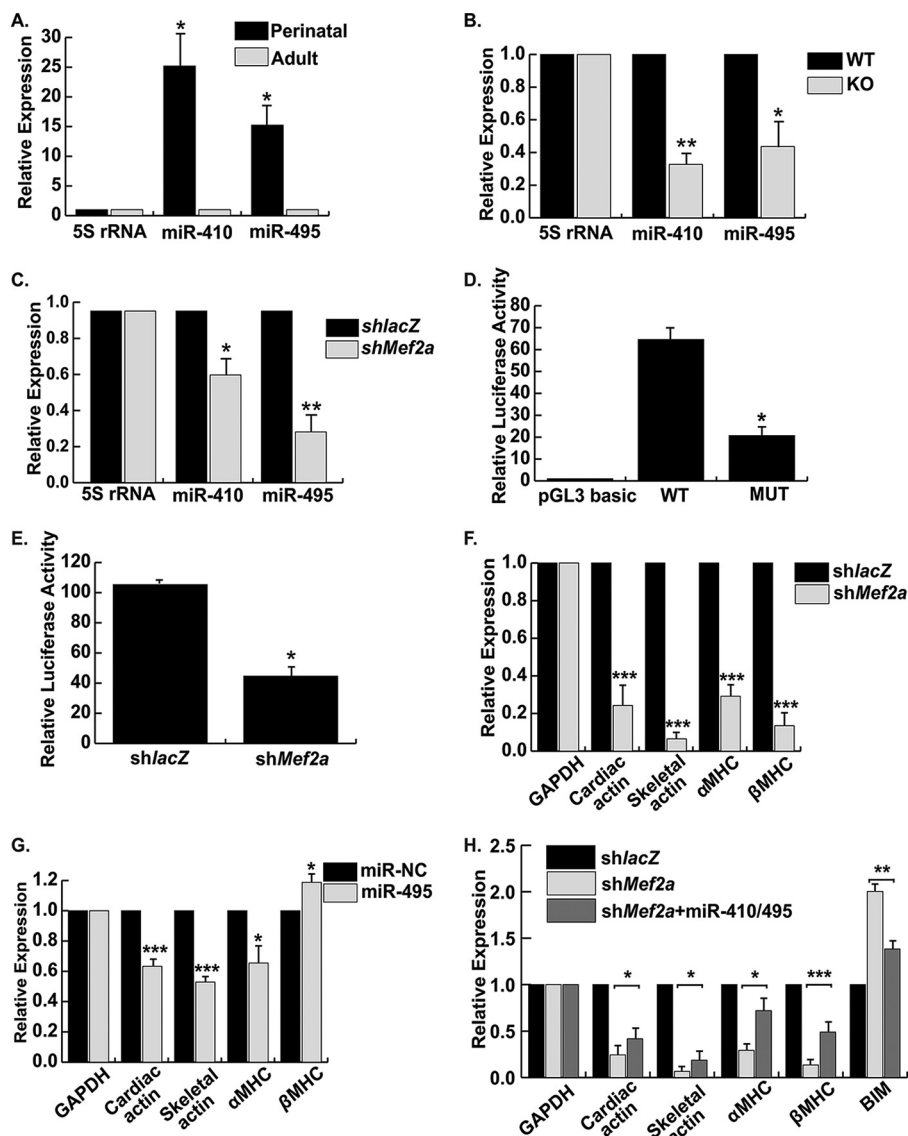 A.
Relative Expression
30
25
20
15
10
5
0
*
*
Perinatal
Adult
5S rRNA miR-410 miR-495
B.
Relative Expression
1.0
0.8
0.6
0.4
0.2
0.0
**
*
WT
KO
5S rRNA miR-410 miR-495
C.
Relative Expression
1.0
0.8
0.6
0.4
0.2
0.0
*
**
shlacZ
shMef2a
5S rRNA miR-410 miR-495
D.
Relative Luciferase Activity
80
70
60
50
40
30
20
10
0
*
pGL3 basic WT MUT
E.
Relative Luciferase Activity
120
100
80
60
40
20
0
*
shlacZ shMef2a
F.
Relative Expression
1.0
0.8
0.6
0.4
0.2
0.0
***
***
***
***
shlacZ
shMef2a
GAPDH
Cardiac
actin
Skeletal
actin
αMHC
βMHC
G.
Relative Expression
1.2
1.0
0.8
0.6
0.4
0.2
0.0
***
***
*
*
miR-NC
miR-495
GAPDH
Cardiac
actin
Skeletal
actin
αMHC
βMHC
H.
Relative Expression
2.5
2.0
1.5
1.0
0.5
0.0
shlacZ
shMef2a
shMef2a+miR-410/495
*
*
*
***
**
GAPDH
Cardiac
actin
Skeletal
actin
αMHC
βMHC
BIM